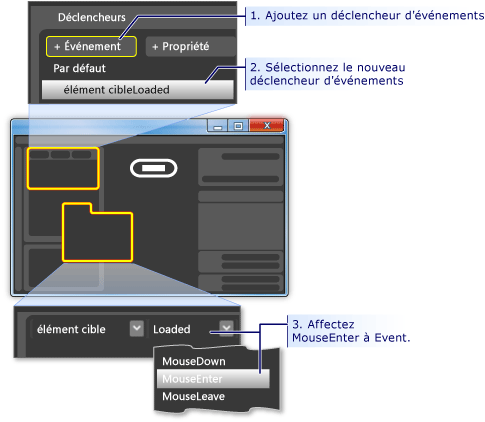 Déclencheurs
1. Ajoutez un déclencheur d'événements
+ Événement
+ Propriété
Par défaut
2. Sélectionnez le nouveau
déclencheur d'événements
élément cibleLoaded
X
élément cible
Loaded
3. Affectez
MouseEnter à Event.
MouseDown
MouseEnter
MouseLeave